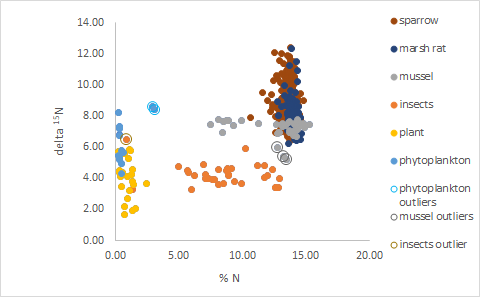 14.00
12.00
10.00
8.00
6.00
4.00
2.00
0.00
delta 15N
0.00 5.00 10.00 15.00 20.00
% N
sparrow
marsh rat
mussel
insects
plant
phytoplankton
phytoplankton
outliers
mussel outliers
insects outlier